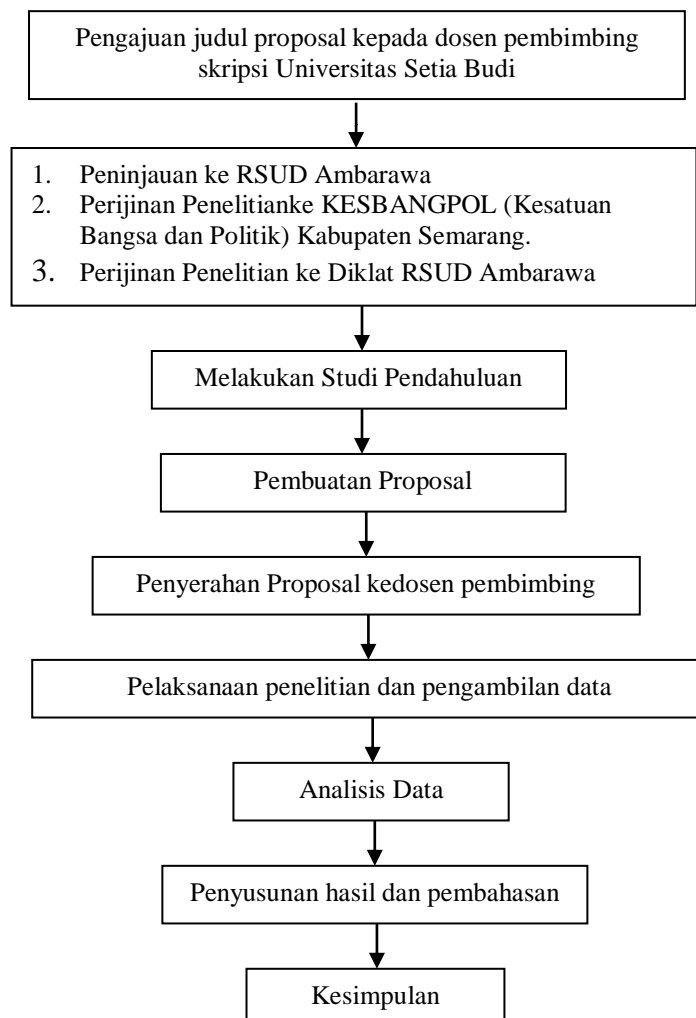 Pengajuan judul proposal kepada dosen pembimbing
skripsi Universitas Setia Budi
1. Peninjauan ke RSUD Ambarawa
2. Perijinan Penelitianke KESBANGPOL (Kesatuan
Bangsa dan Politik) Kabupaten Semarang.
3. Perijinan Penelitian ke Diklat RSUD Ambarawa
Melakukan Studi Pendahuluan
Pembuatan Proposal
Penyerahan Proposal kedosen pembimbing
Pelaksanaan penelitian dan pengambilan data
Analisis Data
Penyusunan hasil dan pembahasan
Kesimpulan